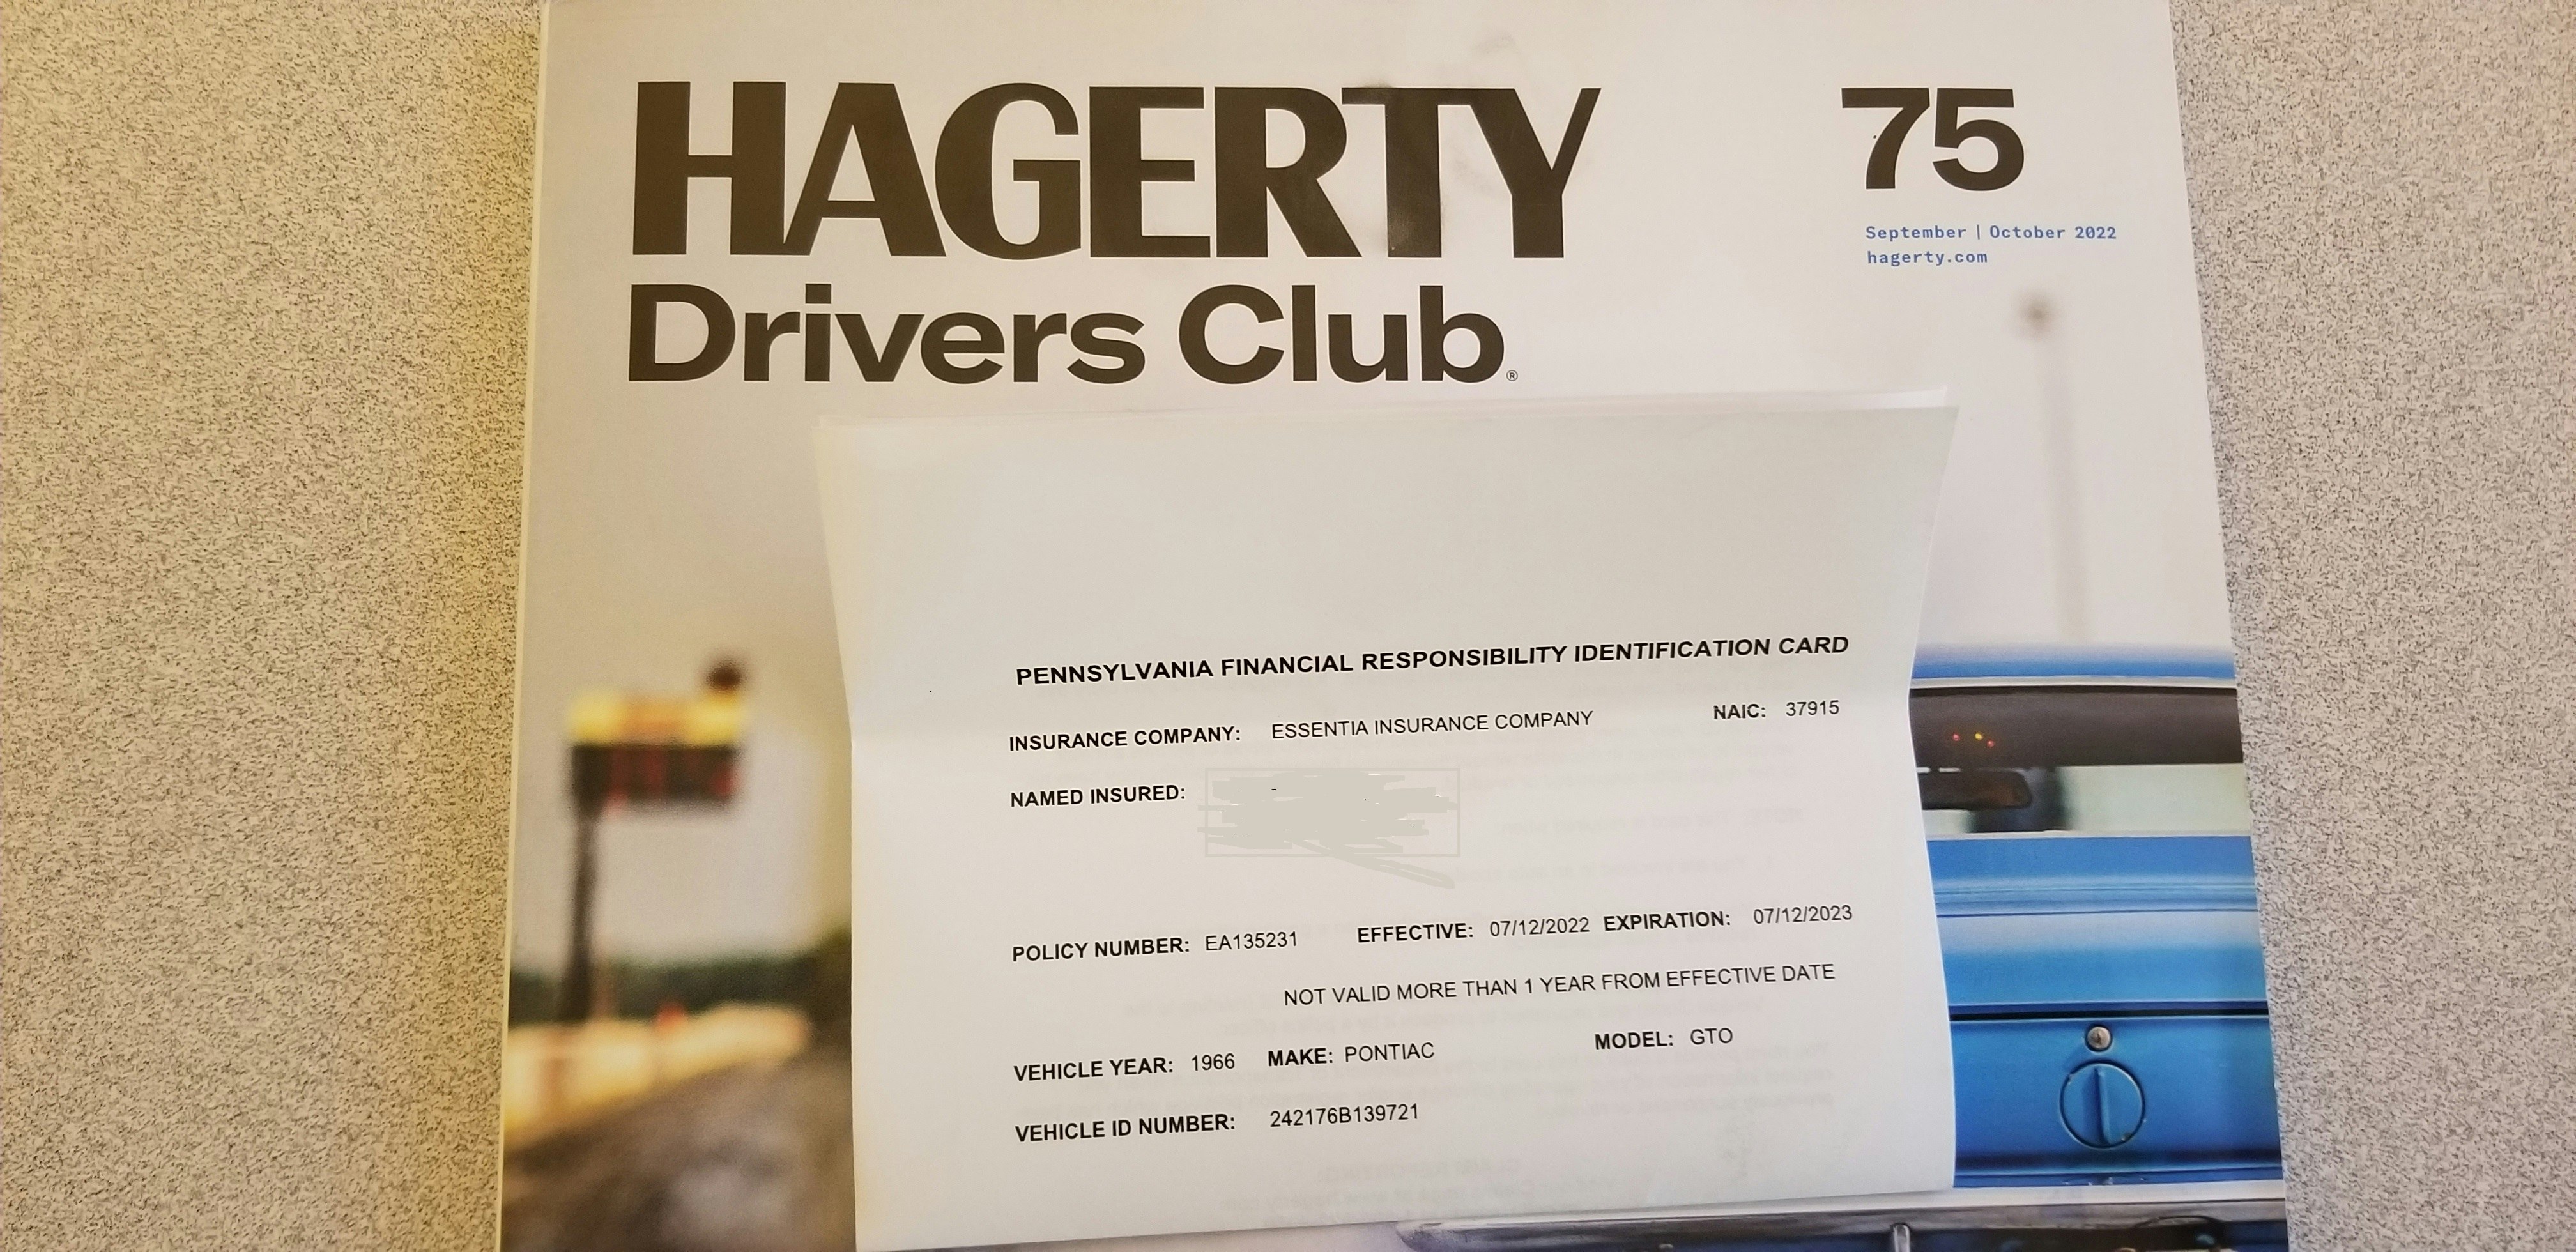 HAGERTY
Drivers Club®
75
September | October 2022
hagerty.com
PENNSYLVANIA FINANCIAL RESPONSIBILITY IDENTIFICATION CARD
INSURANCE COMPANY: ESSENTIA INSURANCE COMPANY NAIC: 37915
NAMED INSURED:
POLICY NUMBER: EA135231 EFFECTIVE: 07/12/2022 EXPIRATION: 07/12/2023
NOT VALID MORE THAN 1 YEAR FROM EFFECTIVE DATE
VEHICLE YEAR: 1966 MAKE: PONTIAC MODEL: GTO
VEHICLE ID NUMBER: 242176B139721